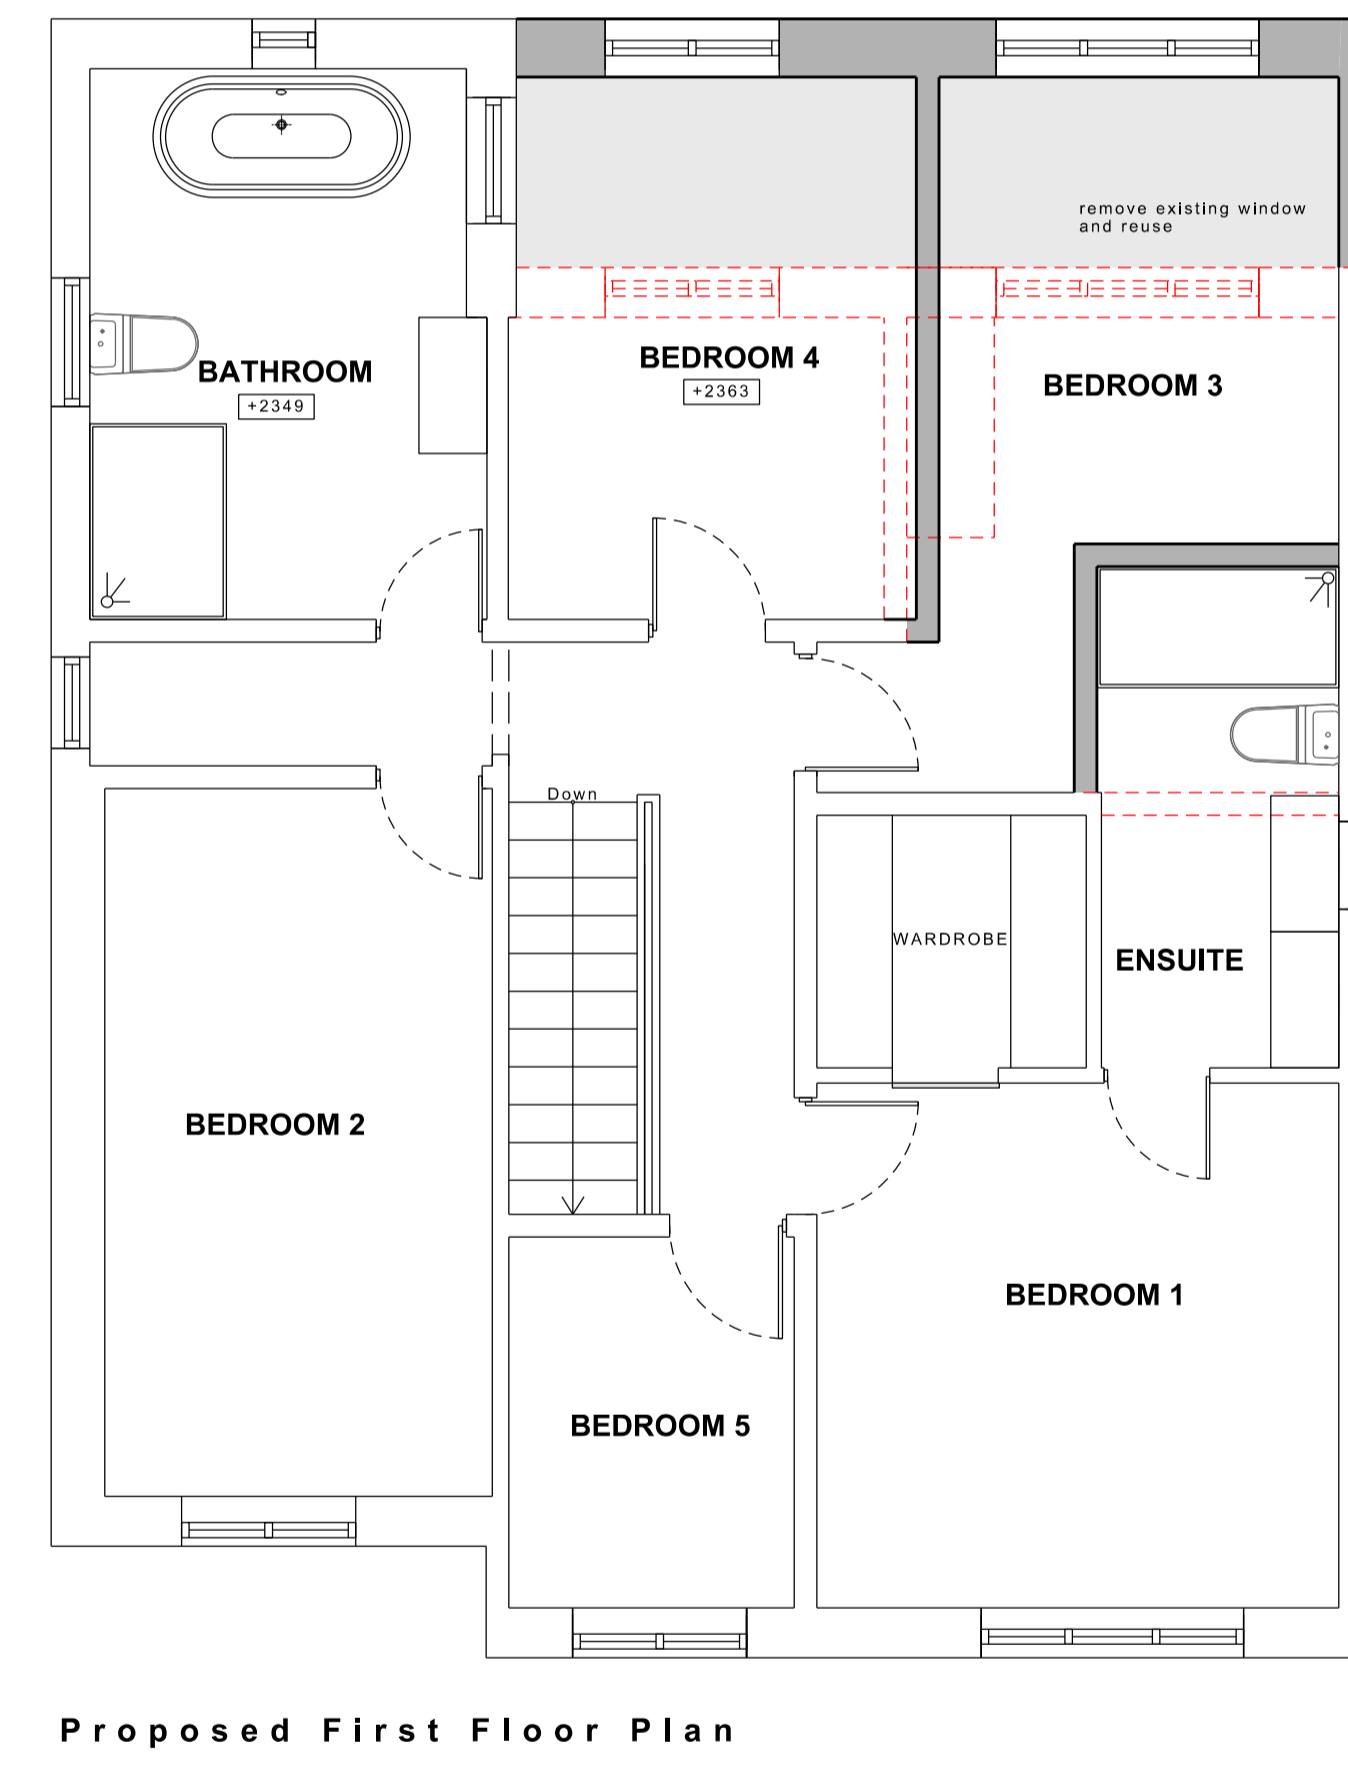 remove existing window
and reuse
BEDROOM 4
+2363
BATHROOM
+2349
BEDROOM 3
Down
WARDROBE
ENSUITE
BEDROOM 2
BEDROOM 1
BEDROOM 5
Proposed First Floor Plan